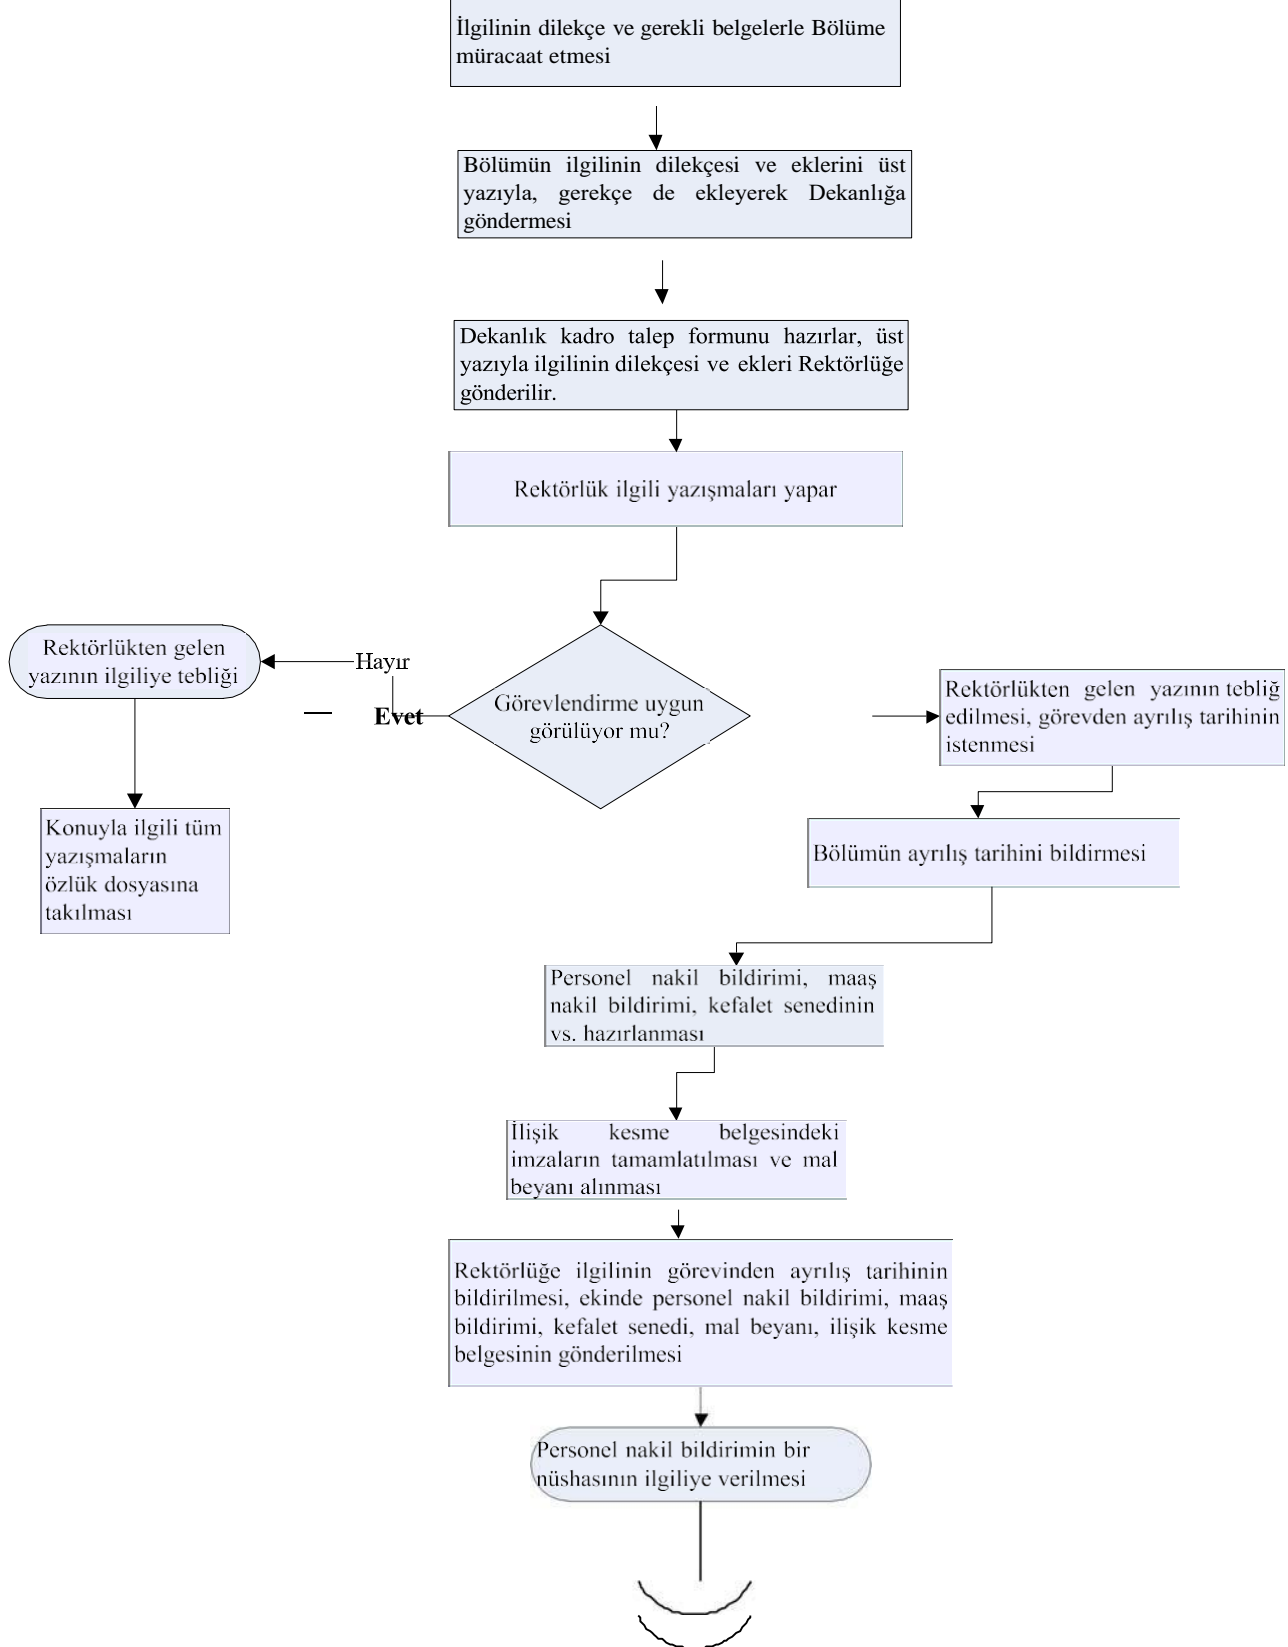 İlgilinin dilekçe ve gerekli belgelerle Bölüme
müracaat etmesi
Bölümün ilgilinin dilekçesi ve eklerini üst
yazıyla, gerekçe de ekleyerek Dekanlığa
göndermesi
Dekanlık kadro talep formunu hazırlar, üst
yazıyla ilgilinin dilekçesi ve ekleri Rektörlüğe
gönderilir.
Rektörlük ilgili yazışmaları yapar
Görevlendirme uygun
görülüyor mu?
Hayır
Evet
Rektörlükten gelen
yazının ilgiliye tebliği
Konuyla ilgili tüm
yazışmaların
özlük dosyasına
takılması
Rektörlükten gelen yazının tebliğ
edilmesi, görevden ayrılış tarihinin
istenmesi
Bölümün ayrılış tarihini bildirmesi
Personel nakil bildirimi, maaş
nakil bildirimi, kefalet senedinin
vs. hazırlanması
İlişik kesme belgesindeki
imzaların tamamlatılması ve mal
beyanı alınması
Rektörlüğe ilgilinin görevinden ayrılış tarihinin
bildirilmesi, ekinde personel nakil bildirimi, maaş
bildirimi, kefalet senedi, mal beyanı, ilişik kesme
belgesinin gönderilmesi
Personel nakil bildirimin bir
nüshasının ilgiliye verilmesi